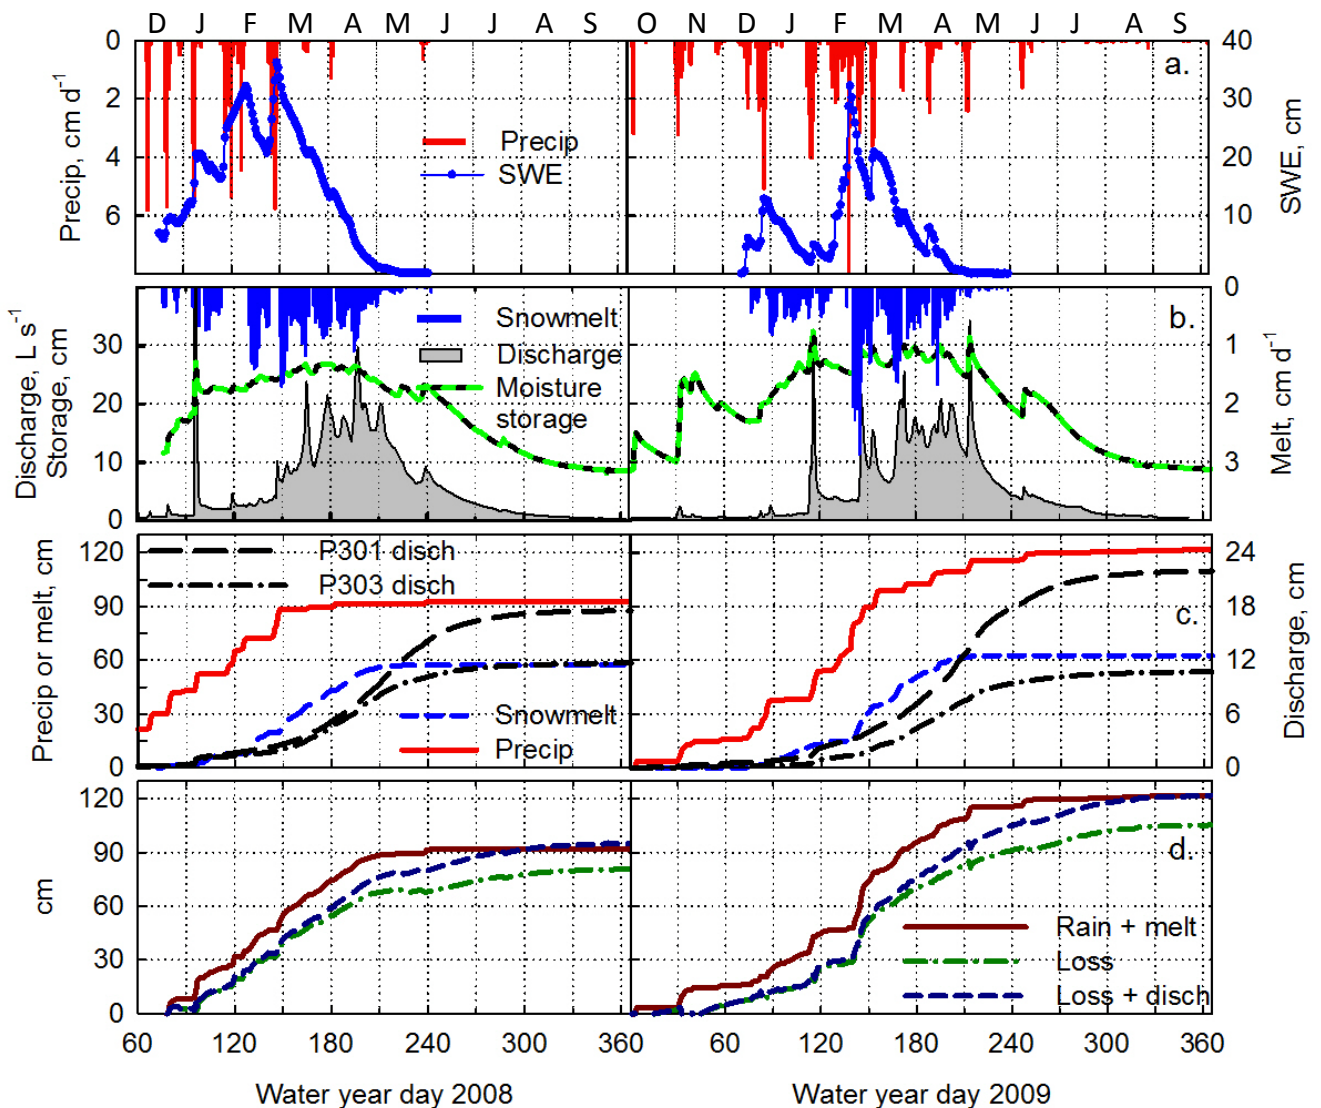 D J F M A M J J A S O N D J F M A M J J A S
0 2 4 6
Precip, cm d⁻¹
Precip
SWE
a.
40 30 20 10 0
SWE, cm
30 20 10 0
Discharge, L s⁻¹
Storage, cm
Snowmelt
Discharge
Moisture
storage
b.
0 1 2 3
Melt, cm d⁻¹
120 90 60 30 0
Precip or melt, cm
P301 disch
P303 disch
Snowmelt
Precip
c.
24 18 12 6 0
Discharge, cm
120 90 60 30 0
cm
d.
Rain + melt
Loss
Loss + disch
60 120 180 240 300 360 60 120 180 240 300 360
Water year day 2008
Water year day 2009